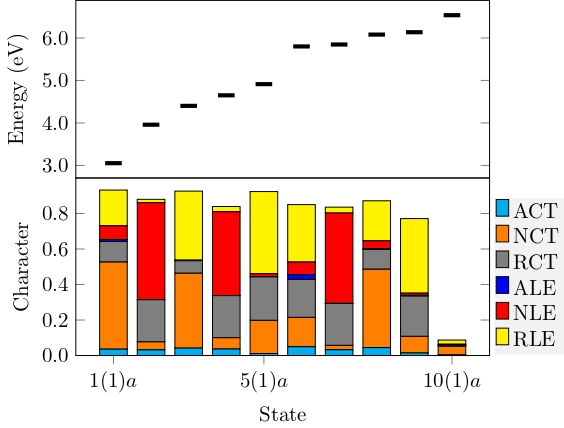 Energy (eV)
6.0
5.0
4.0
3.0
Character
0.8
0.6
0.4
0.2
0.0
1(1)a
5(1)a
10(1)a
State
ACT
NCT
RCT
ALE
NLE
RLE